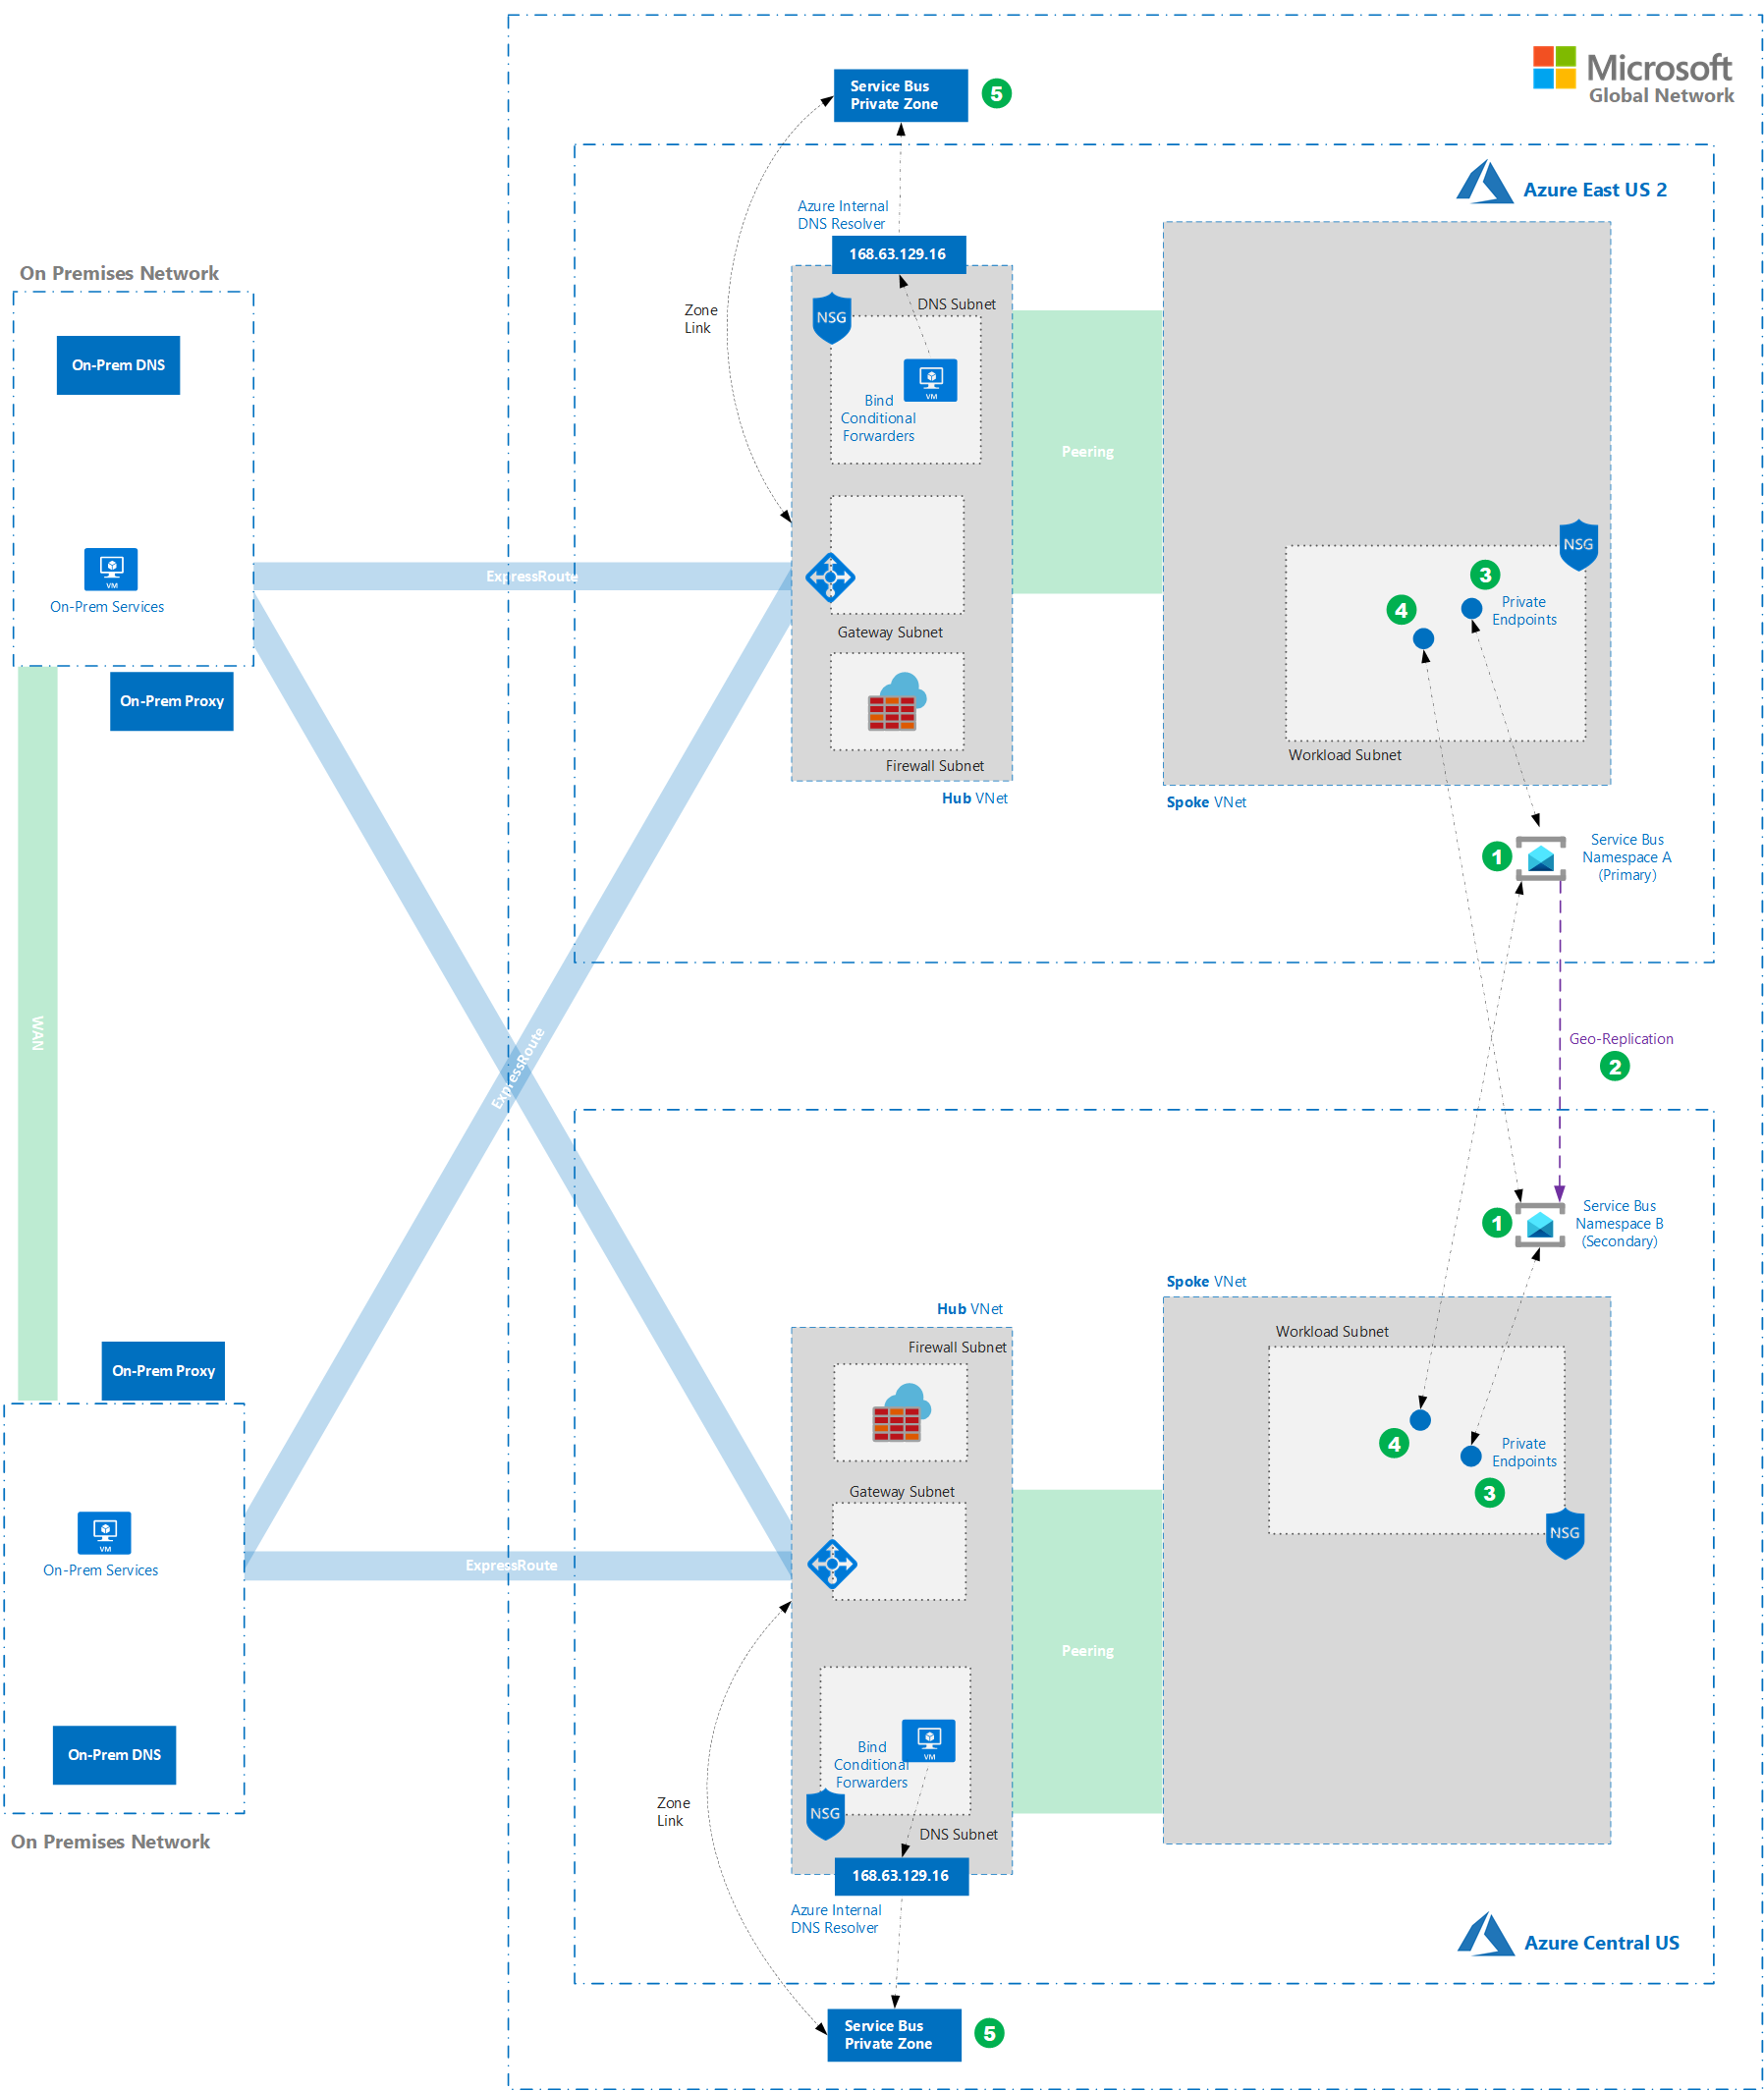 Microsoft
Global Network
Service Bus
Private Zone
5
Azure East US 2
Azure Internal
DNS Resolver
168.63.129.16
On Premises Network
On-Prem DNS
VM
On-Prem Services
On-Prem Proxy
WAN
Zone
Link
NSG
DNS Subnet
VM
Bind
Conditional
Forwarders
Peering
ExpressRoute
Gateway Subnet
Firewall Subnet
Hub VNet
NSG
3
4
Private
Endpoints
Workload Subnet
Spoke VNet
1
Service Bus
Namespace A
(Primary)
Geo-Replication
2
ExpressRoute
1
Service Bus
Namespace B
(Secondary)
Spoke VNet
Hub VNet
Firewall Subnet
Workload Subnet
On-Prem Proxy
4
Private
Endpoints
3
NSG
Gateway Subnet
VM
On-Prem Services
ExpressRoute
Peering
On-Prem DNS
On Premises Network
Bind
Conditional
Forwarders
VM
NSG
DNS Subnet
Zone
Link
168.63.129.16
Azure Internal
DNS Resolver
Azure Central US
Service Bus
Private Zone
5